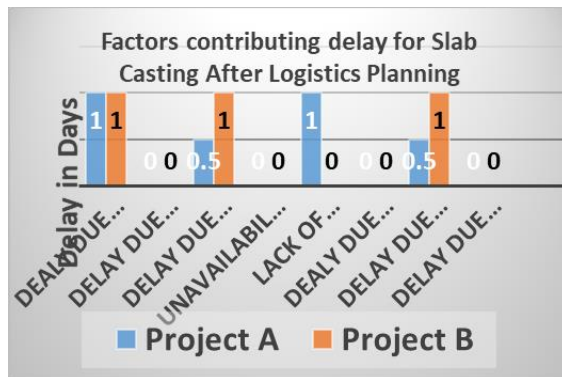 Factors contributing delay for Slab
Casting After Logistics Planning
Delay in Days
1 1 0 0 0.5 1 0 0 1 0 0 0 0.5 1 0 0
DEALY DUE...
DELAY DUE...
DELAY DUE...
UNAVAILABIL...
LACK OF...
DEALY DUE...
DELAY DUE...
DELAY DUE...
Project A
Project B